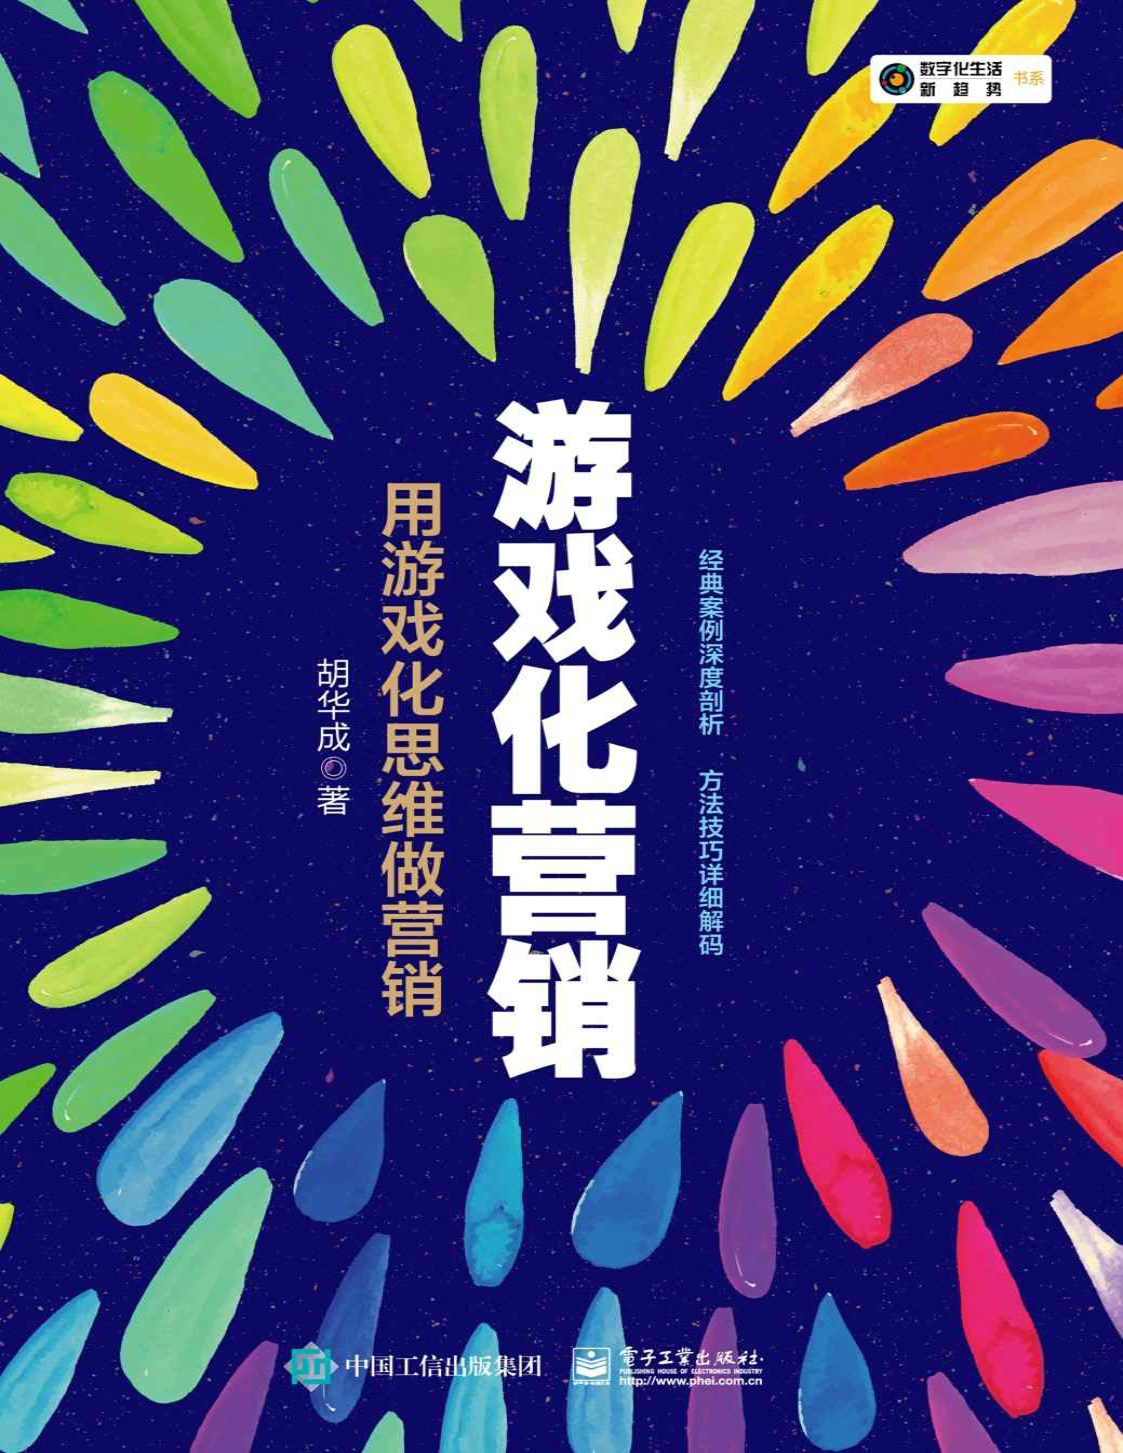 数字化生活
新趋势
书系
经典案例深度剖析 方法技巧详细解码
游戏化营销
用游戏化思维做营销
胡华成 著
中国工信出版集团
電子工業出版社
PUBLISHING HOUSE OF ELECTRONICS INDUSTRY
http://www.phei.com.cn